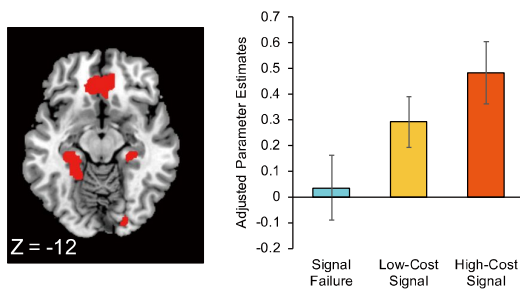 Z = -12
Adjusted Parameter Estimates
0.7
0.6
0.5
0.4
0.3
0.2
0.1
0
-0.1
-0.2
Signal
Failure
Low-Cost
Signal
High-Cost
Signal